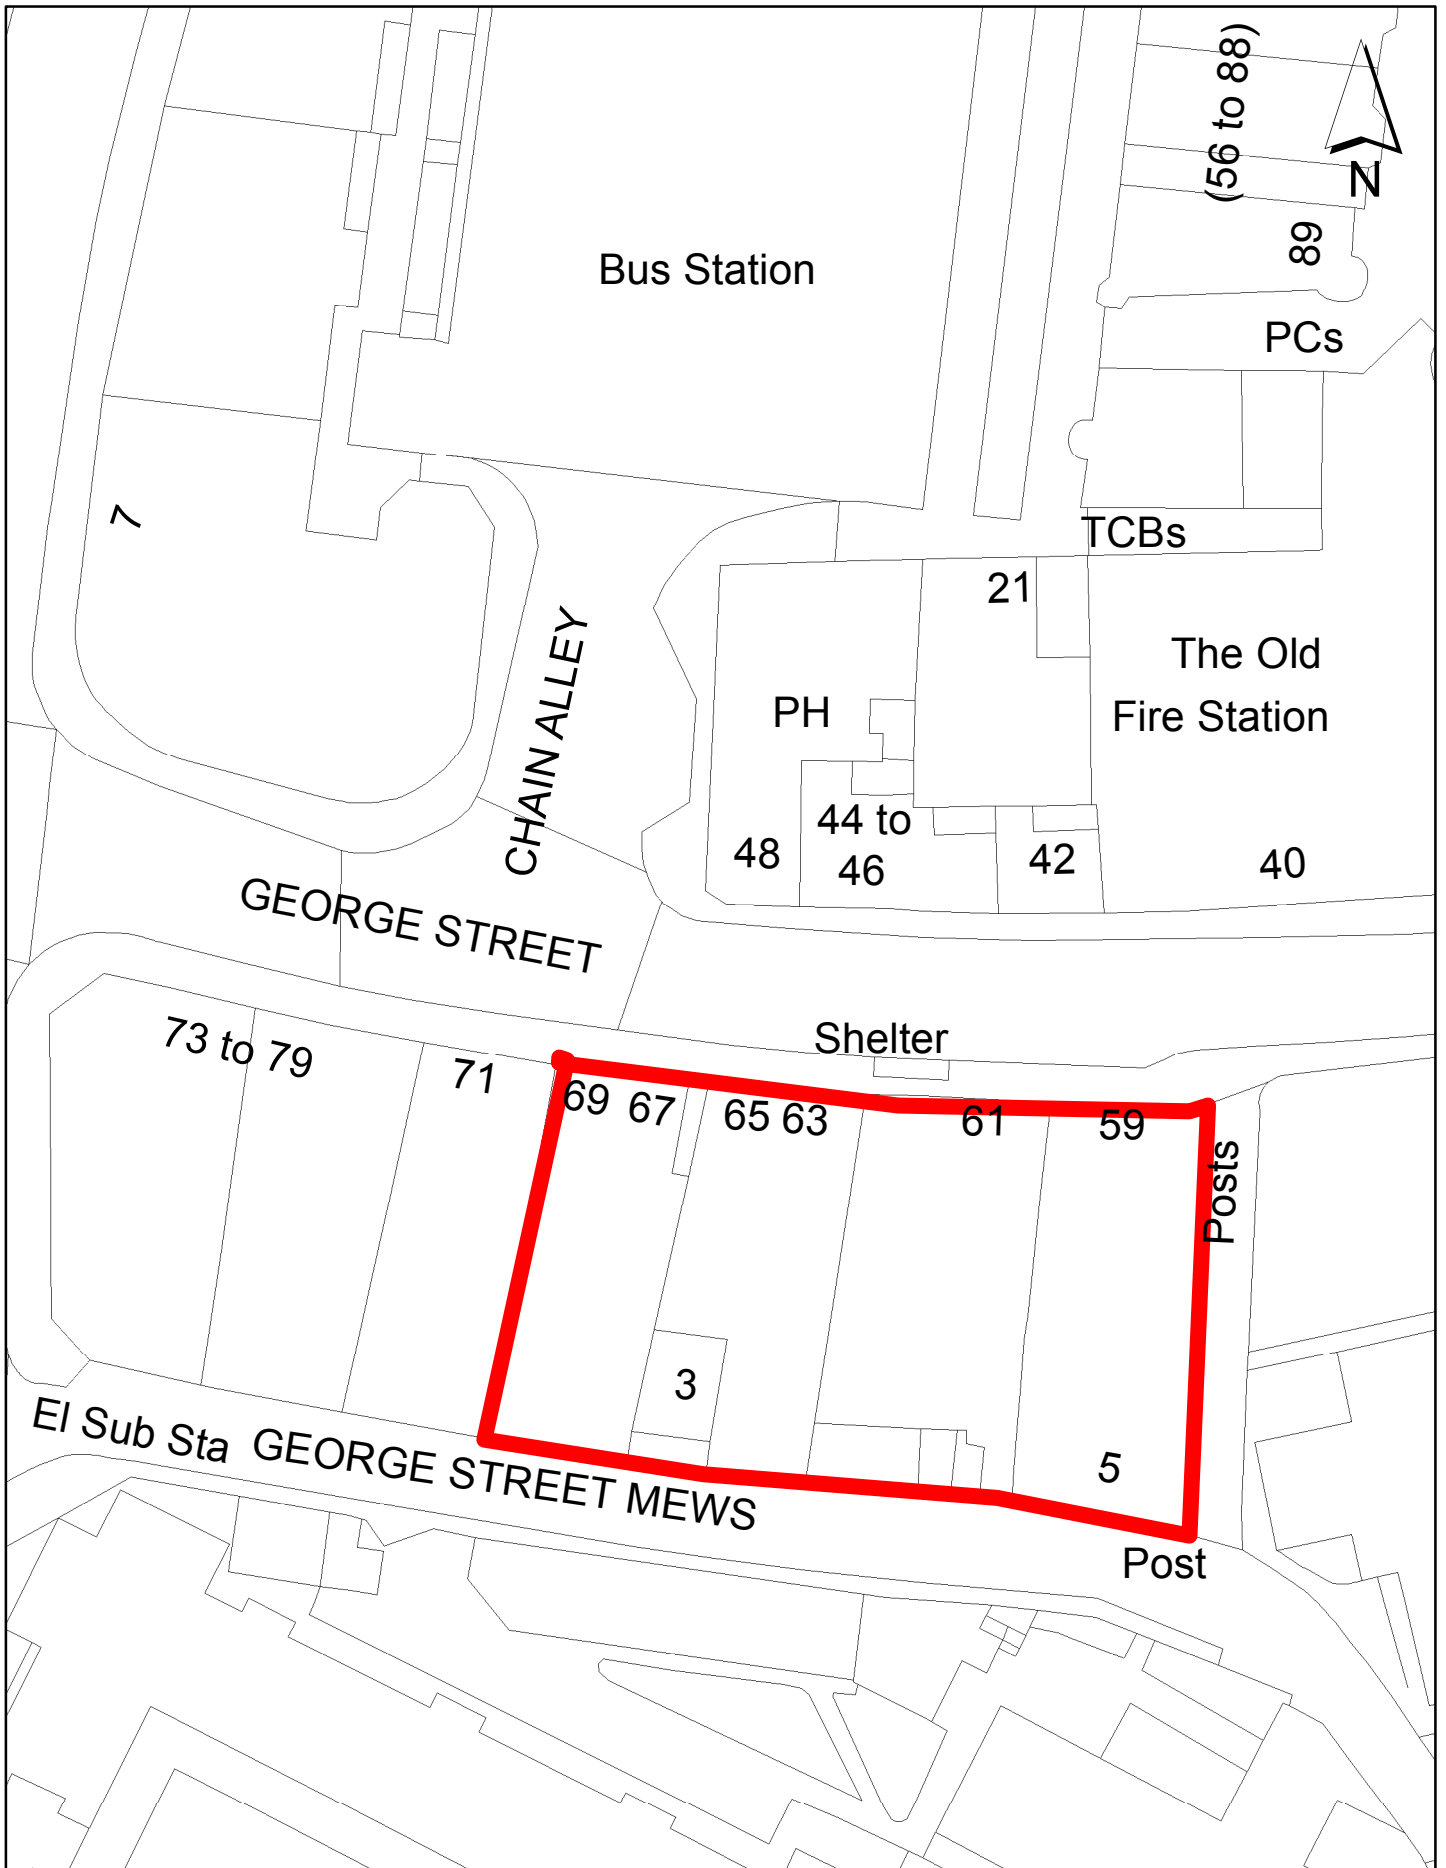 (56 to 88)
N
89
Bus Station
PCs
7
TCBs
21
The Old
Fire Station
PH
CHAIN ALLEY
44 to
46
48
42
40
GEORGE STREET
73 to 79
71
Shelter
69
67
65
63
61
59
Posts
3
5
El Sub Sta
GEORGE STREET MEWS
Post